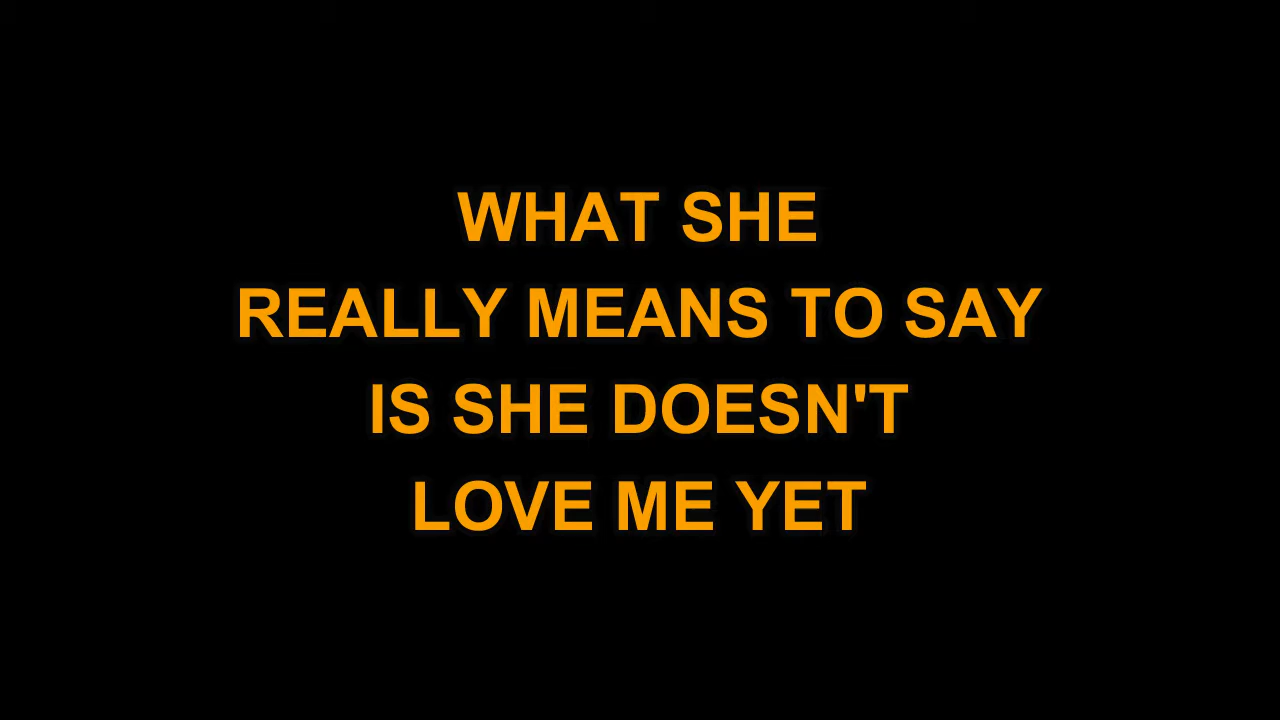 WHAT SHE
REALLY MEANS TO SAY
IS SHE DOESN'T
LOVE ME YET